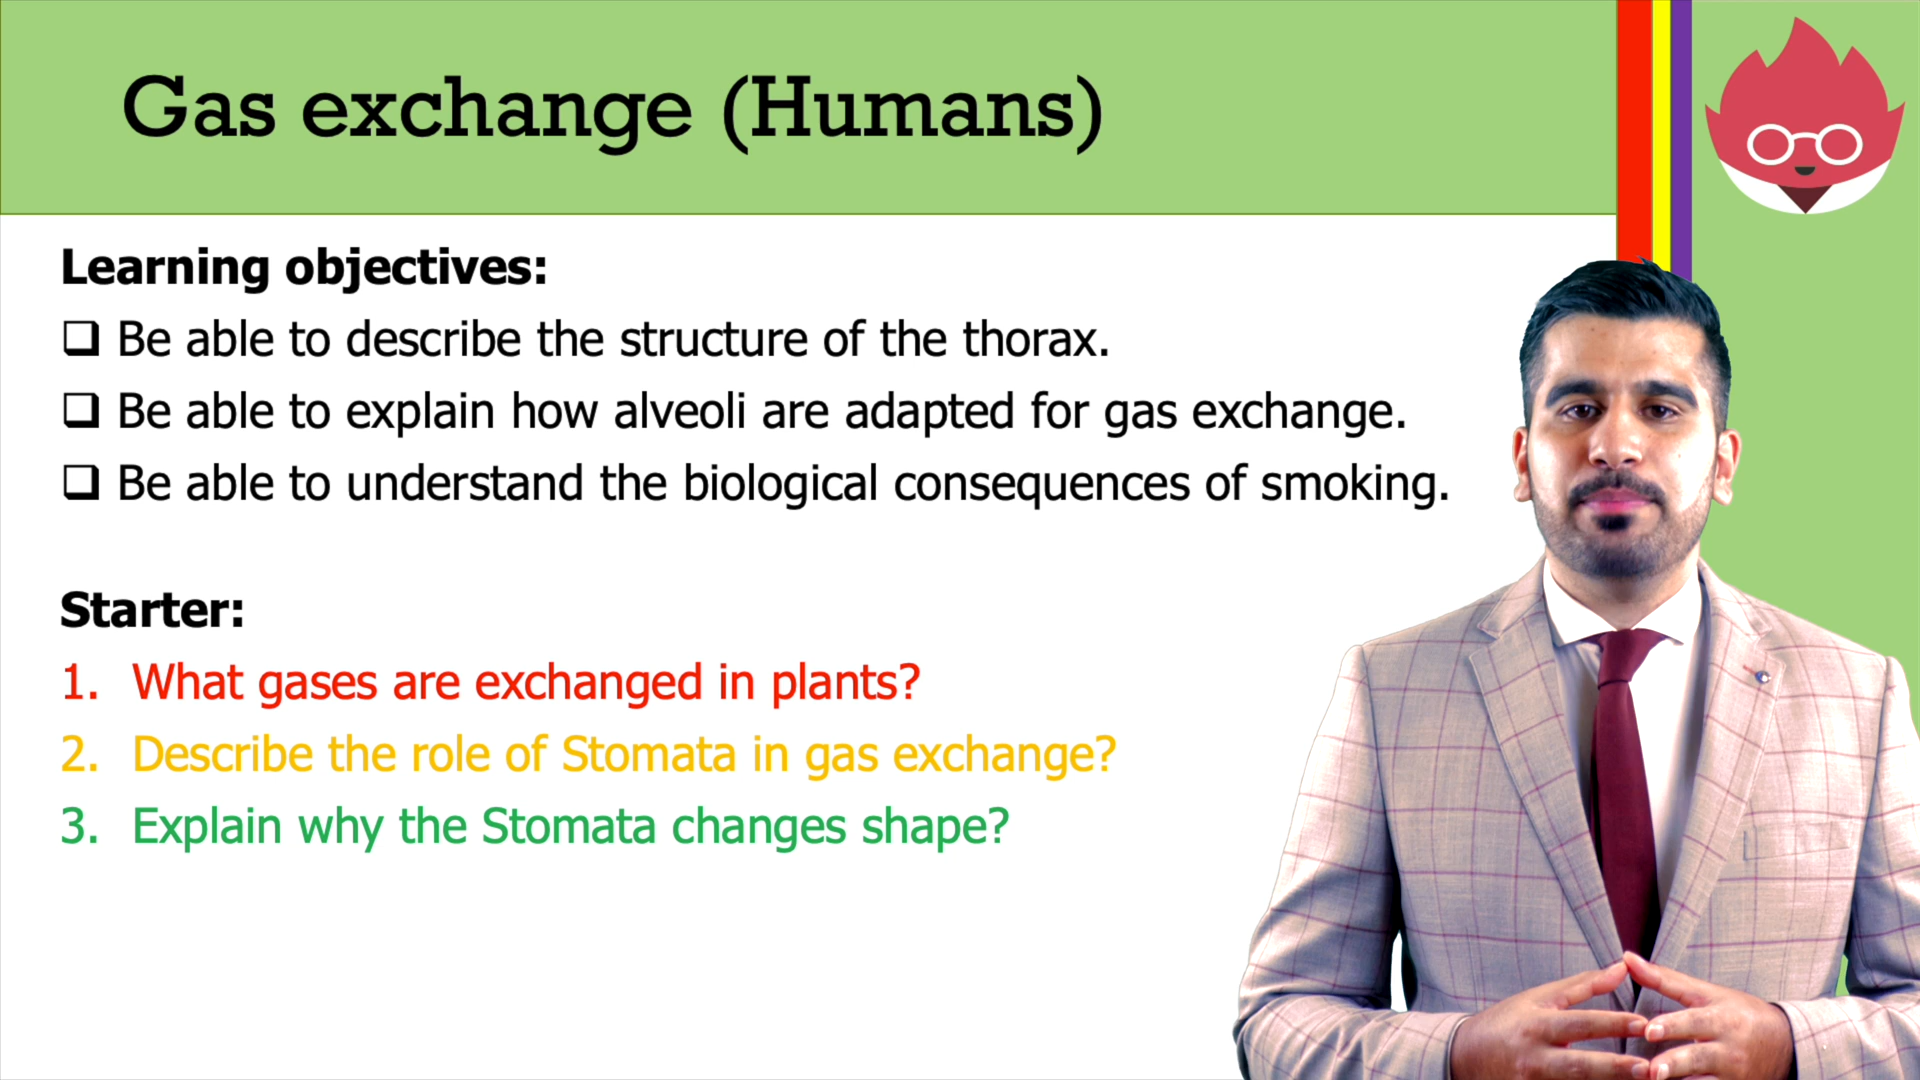 Gas exchange (Humans)
Learning objectives:
❑ Be able to describe the structure of the thorax.
❑ Be able to explain how alveoli are adapted for gas exchange.
❑ Be able to understand the biological consequences of smoking.
Starter:
1. What gases are exchanged in plants?
2. Describe the role of Stomata in gas exchange?
3. Explain why the Stomata changes shape?